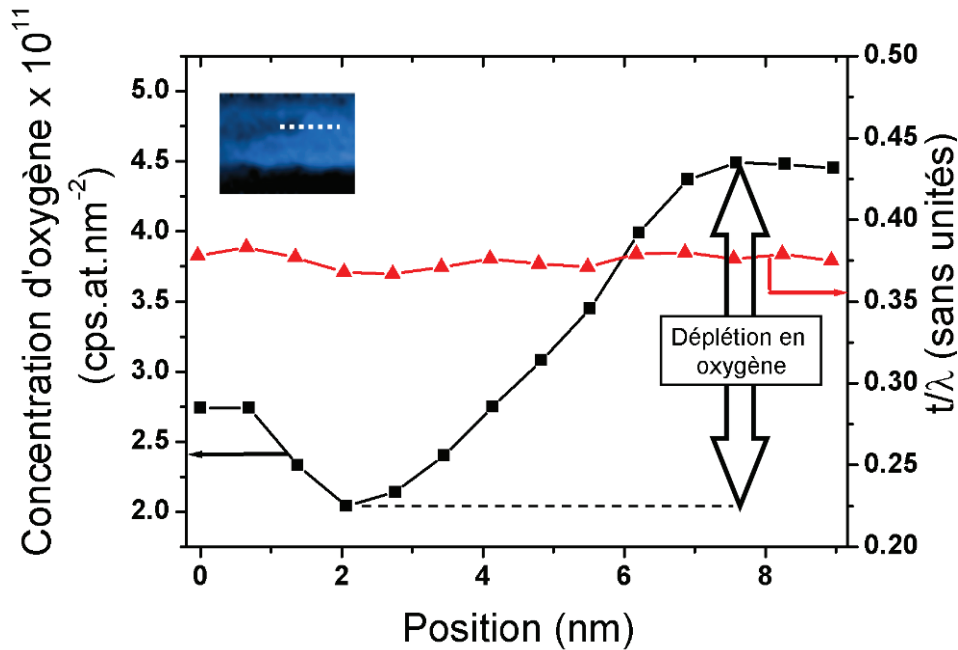 Concentration d'oxygène x 10¹¹
(cps.at.nm⁻²)
5.0
4.5
4.0
3.5
3.0
2.5
2.0
Déplétion en
oxygène
0.50
0.45
0.40
0.35
0.30
0.25
0.20
t/λ (sans unités)
0 2 4 6 8
Position (nm)